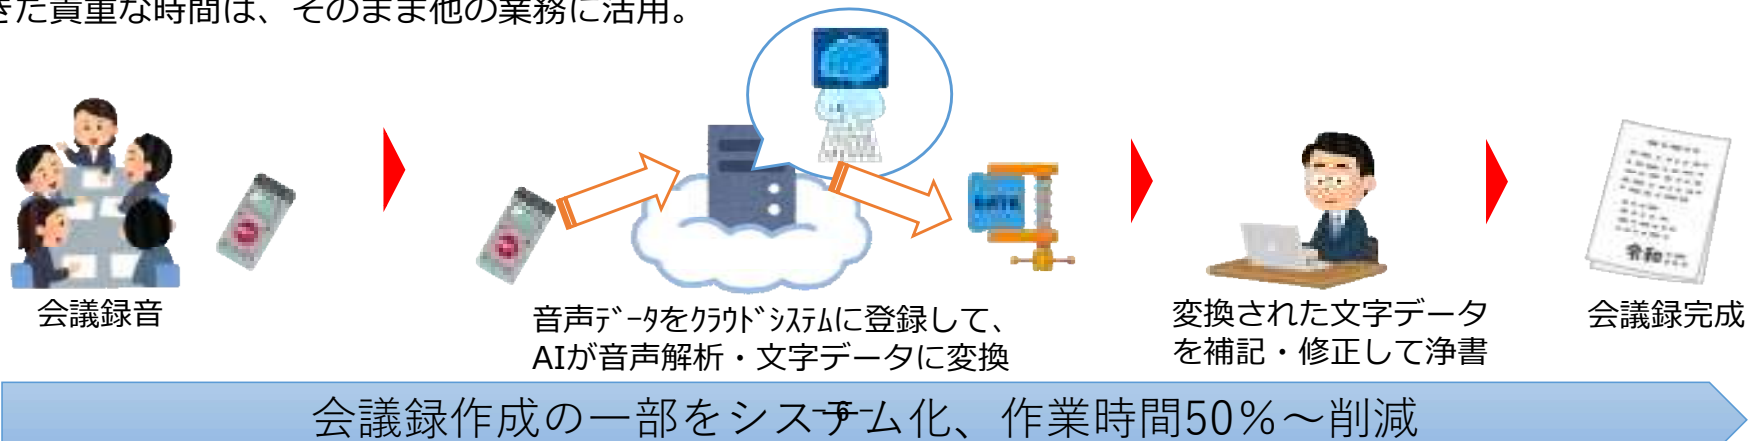 きた貴重な時間は、そのまま他の業務に活用。
DATA
令和
会議録音
音声ﾃﾞｰﾀをｸﾗｳﾄﾞｼｽﾃﾑに登録して、
AIが音声解析・文字データに変換
変換された文字データ
を補記・修正して浄書
会議録完成
会議録作成の一部をシステム化、作業時間50%～削減
- 6 -